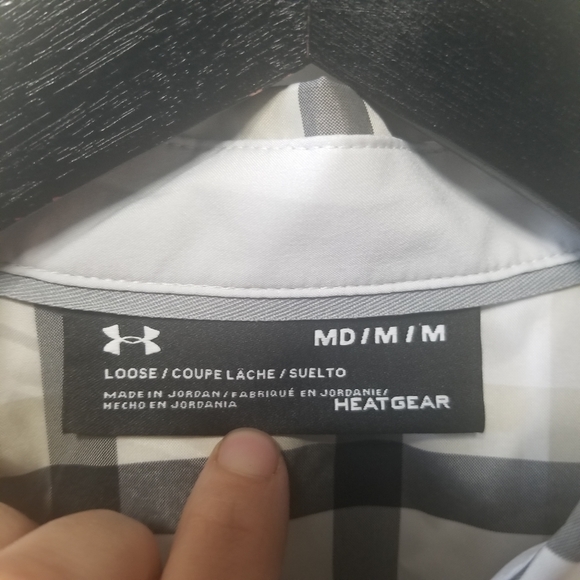 MD/M/M
LOOSE/COUPE LÂCHE/SUELTO
MADE IN JORDAN/FABRIQUÉ EN JORDANIE/
HECHO EN JORDANIA
HEATGEAR